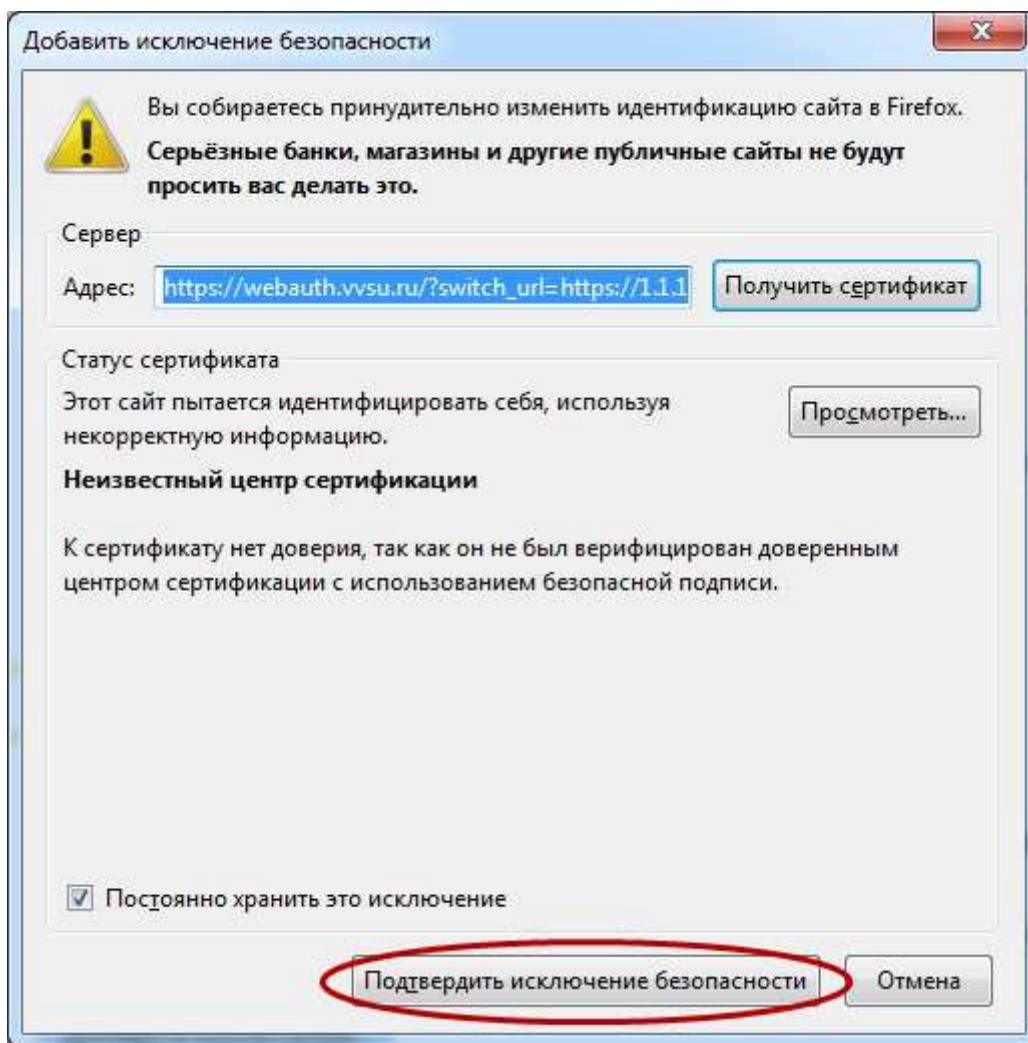 Добавить исключение безопасности
Вы собираетесь принудительно изменить идентификацию сайта в Firefox.
Серьёзные банки, магазины и другие публичные сайты не будут
просить вас делать это.
Сервер
Адрес: https://webauth.vvsu.ru/?switch_url=https://1.1.1 Получить сертификат
Статус сертификата
Этот сайт пытается идентифицировать себя, используя
некорректную информацию.
Просмотреть...
Неизвестный центр сертификации
К сертификату нет доверия, так как он не был верифицирован доверенным
центром сертификации с использованием безопасной подписи.
Постоянно хранить это исключение
Подтвердить исключение безопасности Отмена